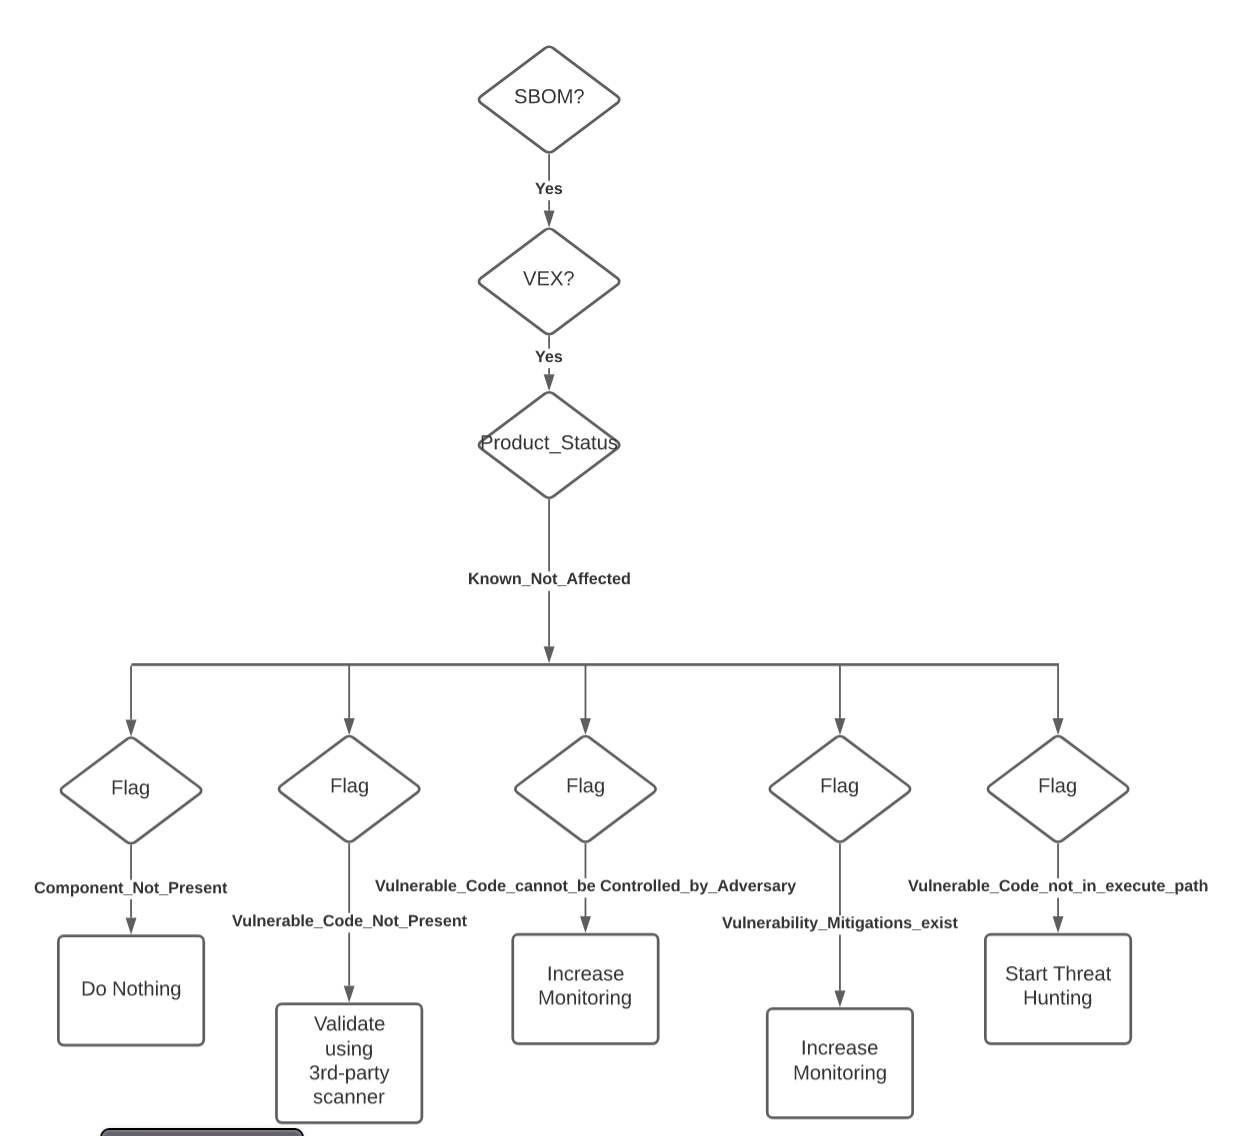 SBOM?
Yes
VEX?
Yes
Product_Status
Known_Not_Affected
Flag
Flag
Flag
Flag
Flag
Component_Not_Present
Vulnerable_Code_Not_Present
Vulnerable_Code_cannot_be Controlled_by_Adversary
Vulnerability_Mitigations_exist
Vulnerable_Code_not_in_execute_path
Do Nothing
Validate
using
3rd-party
scanner
Increase
Monitoring
Increase
Monitoring
Start Threat
Hunting